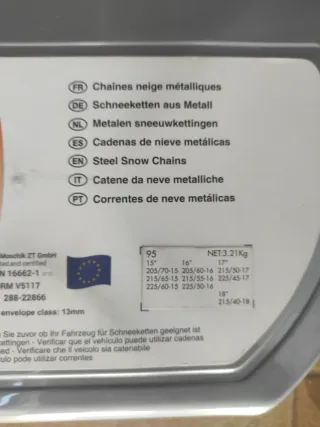 FR Chaînes neige métalliques
DE Schneeketten aus Metall
NL Metalen sneeuwkettingen
ES Cadenas de nieve metálicas
EN Steel Snow Chains
IT Catene da neve metalliche
PT Correntes de neve metálicas
Moschik ZT GmbH
ted and certified
N 16662-1
RM V5117
288-22866
envelope class: 13mm
95 NET:3.21Kg
15" 16" 17"
205/70-15 205/60-16 215/50-17
215/65-15 215/55-16 225/45-17
225/60-15 225/50-16
18"
215/40-18
Sie zuvor ob Ihr Fahrzeug für Schneeketten geeignet ist
ettingen - Verificar que el vehículo puede utilizar cadenas
ed - Verificare che il veicolo sia catenabile
ulo pode utilizar correntes